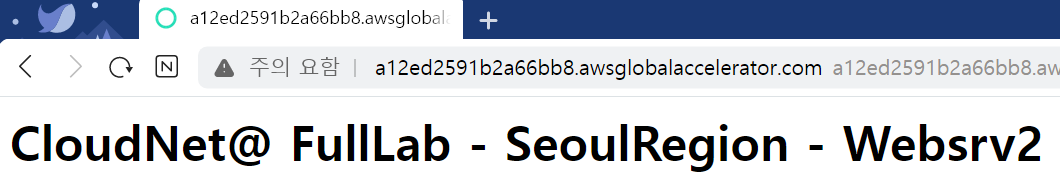 a12ed2591b2a66bb8.awsgloba
N 주의 요함 | a12ed2591b2a66bb8.awsglobalaccelerator.com a12ed2591b2a66bb8.aw
CloudNet@ FullLab - SeoulRegion - Websrv2